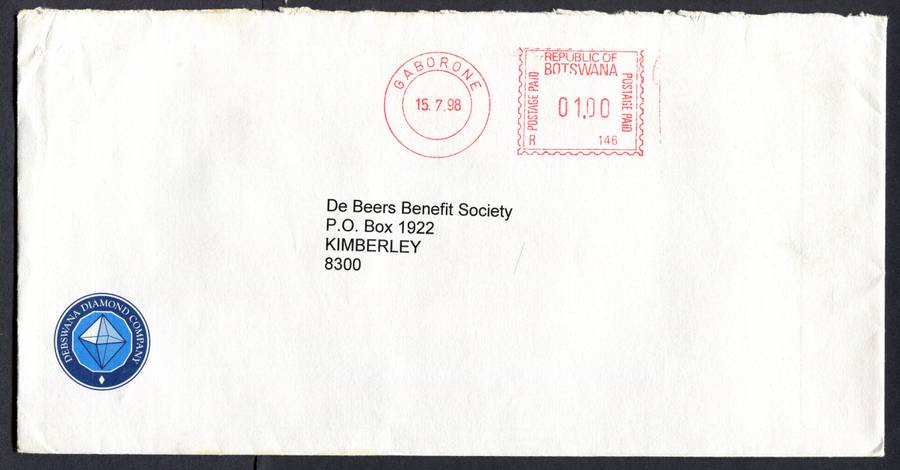 GABORONE
15.7.98
REPUBLIC OF
BOTSWANA
POSTAGE PAID
01,00
POSTAGE PAID
R 146
De Beers Benefit Society
P.O. Box 1922
KIMBERLEY
8300
DEBSWANA DIAMOND COMPANY